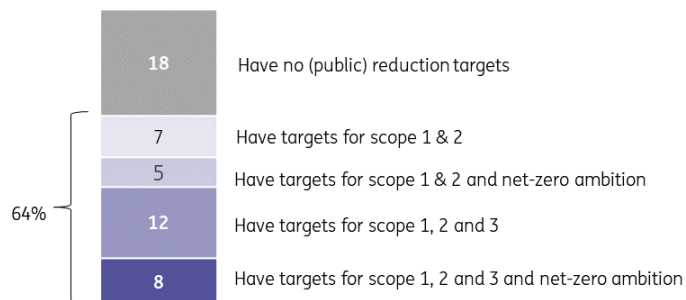 18 Have no (public) reduction targets
7 Have targets for scope 1 & 2
5 Have targets for scope 1 & 2 and net-zero ambition
64%
12 Have targets for scope 1, 2 and 3
8 Have targets for scope 1, 2 and 3 and net-zero ambition